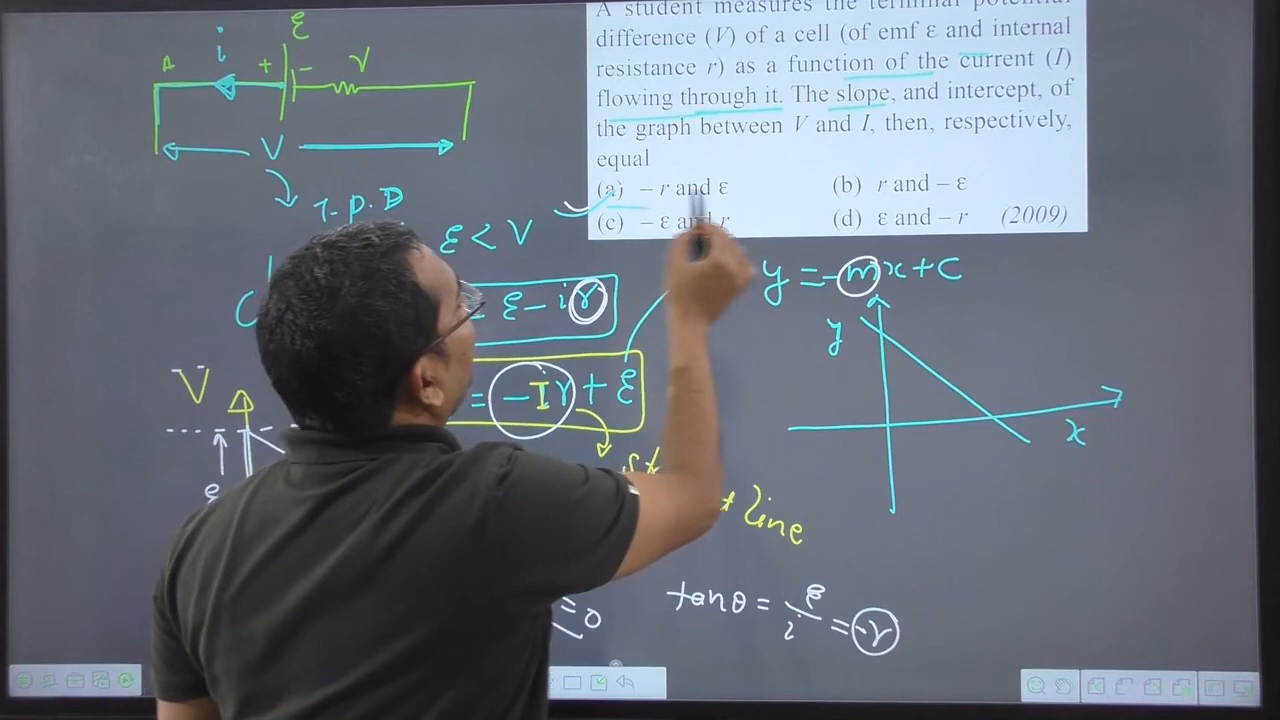 A student measures the terminal potential
difference (V) of a cell (of emf ε and internal
resistance r) as a function of the current (I)
flowing through it. The slope, and intercept, of
the graph between V and I, then, respectively,
equal
(a) – r and ε (b) r and – ε
(c) – ε and r (d) ε and – r (2009)
ε
i
A
+
–
r
V
T.P.D
ε < V
= ε – ir
= –Ir + ε
y = –mx + c
y
x
V
ε
line
= 0
tanθ = ε/i = –r